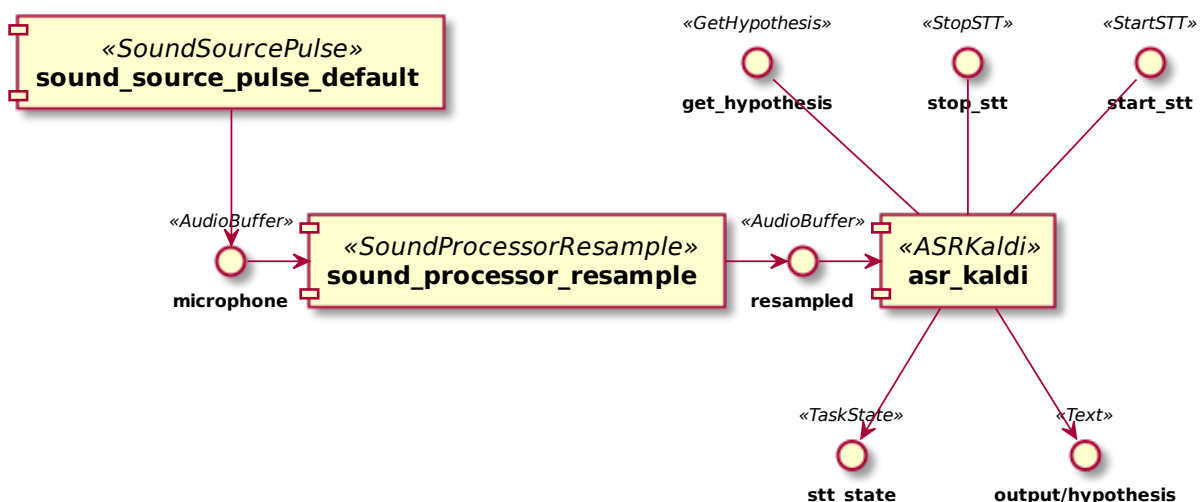 «SoundSourcePulse»
sound_source_pulse_default
«GetHypothesis»
get_hypothesis
«StopSTT»
stop_stt
«StartSTT»
start_stt
«AudioBuffer»
microphone
«SoundProcessorResample»
sound_processor_resample
«AudioBuffer»
resampled
«ASRKaldi»
asr_kaldi
«TaskState»
stt_state
«Text»
output/hypothesis